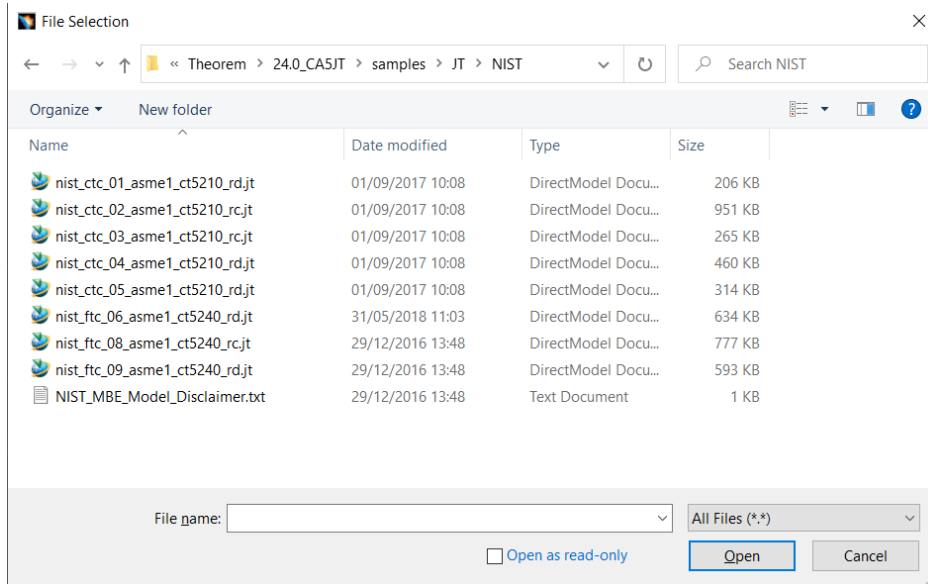 File Selection
« Theorem > 24.0_CA5JT > samples > JT > NIST
Search NIST
Organize
New folder
?
Name Date modified Type Size
nist_ctc_01_asme1_ct5210_rd.jt 01/09/2017 10:08 DirectModel Docu... 206 KB
nist_ctc_02_asme1_ct5210_rc.jt 01/09/2017 10:08 DirectModel Docu... 951 KB
nist_ctc_03_asme1_ct5210_rc.jt 01/09/2017 10:08 DirectModel Docu... 265 KB
nist_ctc_04_asme1_ct5210_rd.jt 01/09/2017 10:08 DirectModel Docu... 460 KB
nist_ctc_05_asme1_ct5210_rd.jt 01/09/2017 10:08 DirectModel Docu... 314 KB
nist_ftc_06_asme1_ct5240_rd.jt 31/05/2018 11:03 DirectModel Docu... 634 KB
nist_ftc_08_asme1_ct5240_rc.jt 29/12/2016 13:48 DirectModel Docu... 777 KB
nist_ftc_09_asme1_ct5240_rd.jt 29/12/2016 13:48 DirectModel Docu... 593 KB
NIST_MBE_Model_Disclaimer.txt 29/12/2016 13:48 Text Document 1 KB
File name:
All Files (*.*)
Open as read-only
Open
Cancel